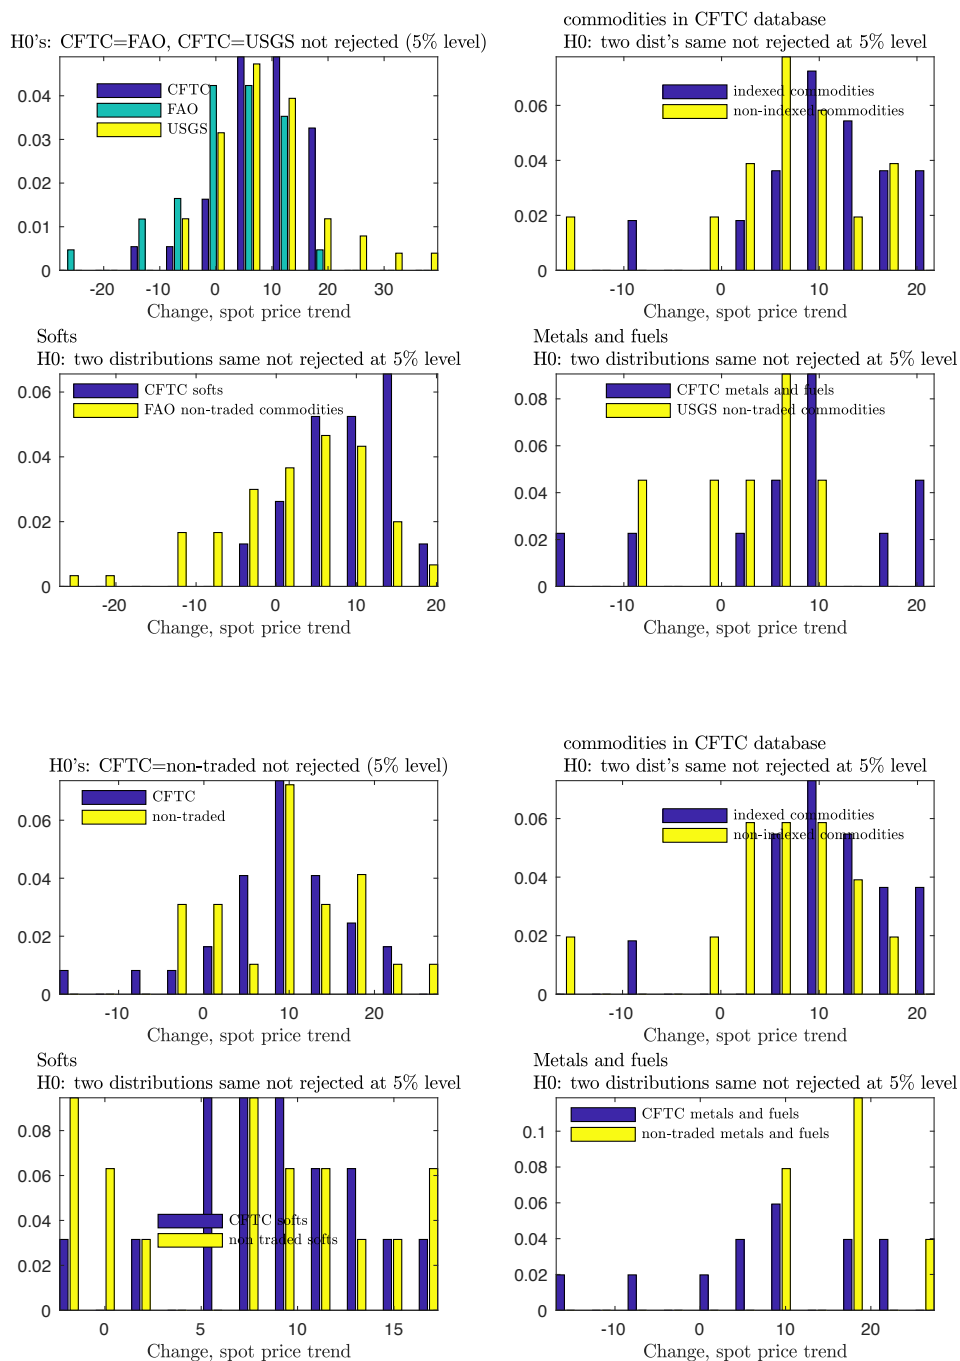 H0's: CFTC=FAO, CFTC=USGS not rejected (5% level)
CFTC
FAO
USGS
0.04
0.03
0.02
0.01
0
-20 -10 0 10 20 30
Change, spot price trend
commodities in CFTC database
H0: two dist's same not rejected at 5% level
indexed commodities
non-indexed commodities
0.06
0.04
0.02
0
-10 0 10 20
Change, spot price trend
Softs
H0: two distributions same not rejected at 5% level
CFTC softs
FAO non-traded commodities
0.06
0.04
0.02
0
-20 -10 0 10 20
Change, spot price trend
Metals and fuels
H0: two distributions same not rejected at 5% level
CFTC metals and fuels
USGS non-traded commodities
0.08
0.06
0.04
0.02
0
-10 0 10 20
Change, spot price trend
H0's: CFTC=non-traded not rejected (5% level)
CFTC
non-traded
0.06
0.04
0.02
0
-10 0 10 20
Change, spot price trend
commodities in CFTC database
H0: two dist's same not rejected at 5% level
indexed commodities
non-indexed commodities
0.06
0.04
0.02
0
-10 0 10 20
Change, spot price trend
Softs
H0: two distributions same not rejected at 5% level
CFTC softs
non traded softs
0.08
0.06
0.04
0.02
0
0 5 10 15
Change, spot price trend
Metals and fuels
H0: two distributions same not rejected at 5% level
CFTC metals and fuels
non-traded metals and fuels
0.1
0.08
0.06
0.04
0.02
0
-10 0 10 20
Change, spot price trend